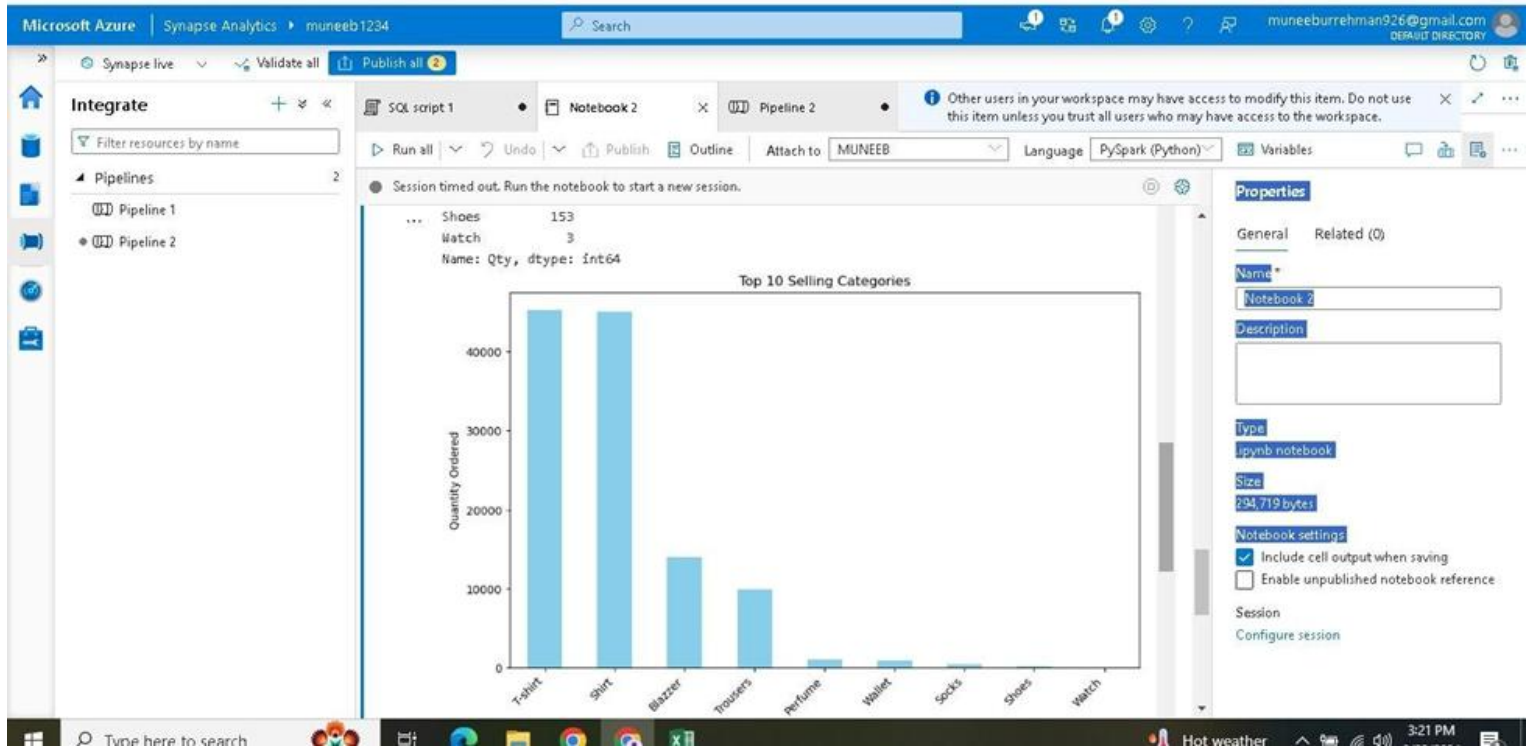 Microsoft Azure | Synapse Analytics ▸ muneeb1234
Search
1
1
muneeburrehman926@gmail.com
DEFAULT DIRECTORY
Synapse live
Validate all
Publish all 2
Integrate
Filter resources by name
Pipelines 2
Pipeline 1
Pipeline 2
SQL script 1
Notebook 2
Pipeline 2
Other users in your workspace may have access to modify this item. Do not use
this item unless you trust all users who may have access to the workspace.
Run all
Undo
Publish
Outline
Attach to MUNEEB
Language PySpark (Python)
Variables
Session timed out. Run the notebook to start a new session.
... Shoes 153
Watch 3
Name: Qty, dtype: int64
Top 10 Selling Categories
Quantity Ordered
40000
30000
20000
10000
0
T-shirt
Shirt
Blazzer
Trousers
Perfume
Wallet
Socks
Shoes
Watch
Properties
General Related (0)
Name *
Notebook 2
Description
Type
.ipynb notebook
Size
294,719 bytes
Notebook settings
Include cell output when saving
Enable unpublished notebook reference
Session
Configure session
Type here to search
Hot weather
3:21 PM